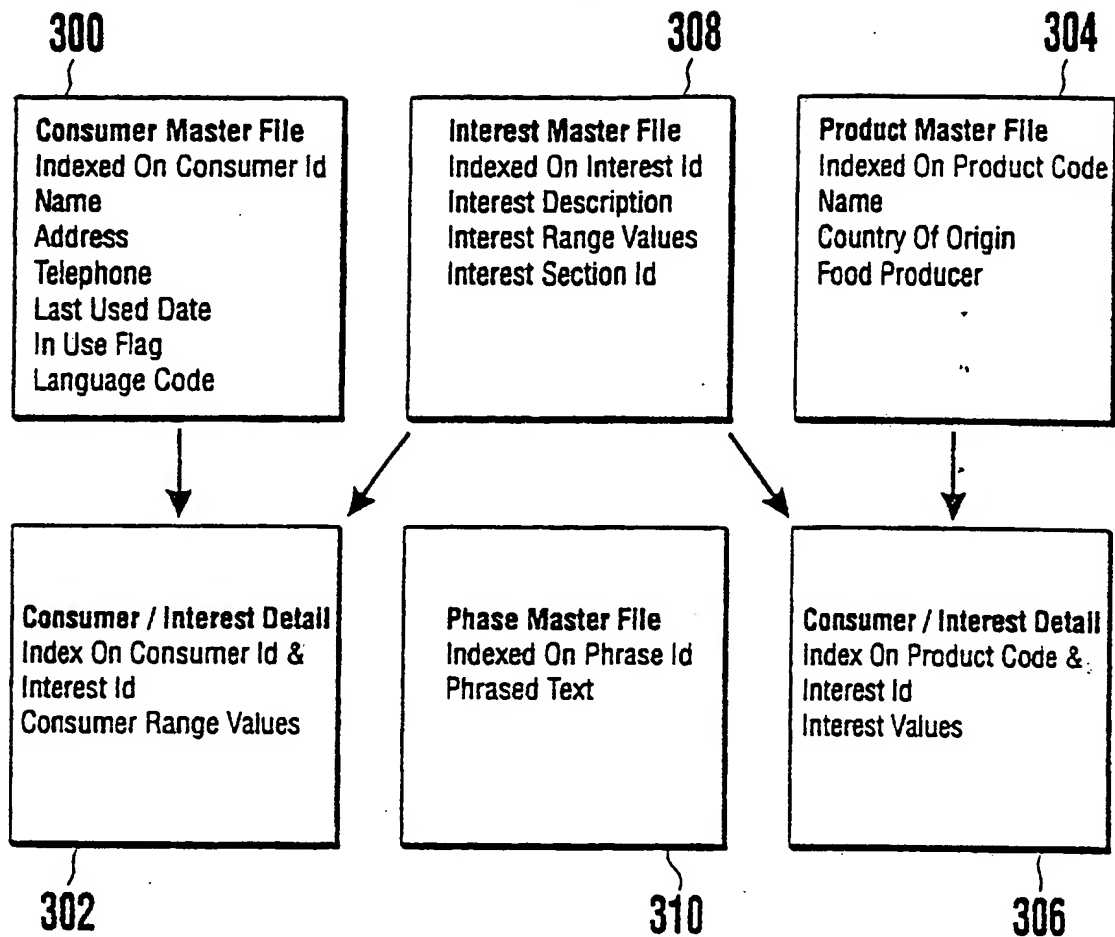 300
308
304
Consumer Master File
Indexed On Consumer Id
Name
Address
Telephone
Last Used Date
In Use Flag
Language Code
Interest Master File
Indexed On Interest Id
Interest Description
Interest Range Values
Interest Section Id
Product Master File
Indexed On Product Code
Name
Country Of Origin
Food Producer
Consumer / Interest Detail
Index On Consumer Id &
Interest Id
Consumer Range Values
Phase Master File
Indexed On Phrase Id
Phrased Text
Consumer / Interest Detail
Index On Product Code &
Interest Id
Interest Values
302
310
306